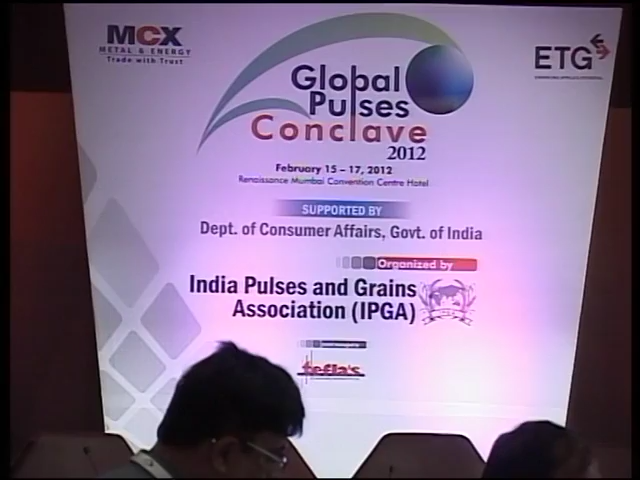 MCX
METAL & ENERGY
Trade with Trust
ETG
Global
Pulses
Conclave
2012
February 15 – 17, 2012
Renaissance Mumbai Convention Centre Hotel
SUPPORTED BY
Dept. of Consumer Affairs, Govt. of India
Organized by
India Pulses and Grains
Association (IPGA)
tefla's